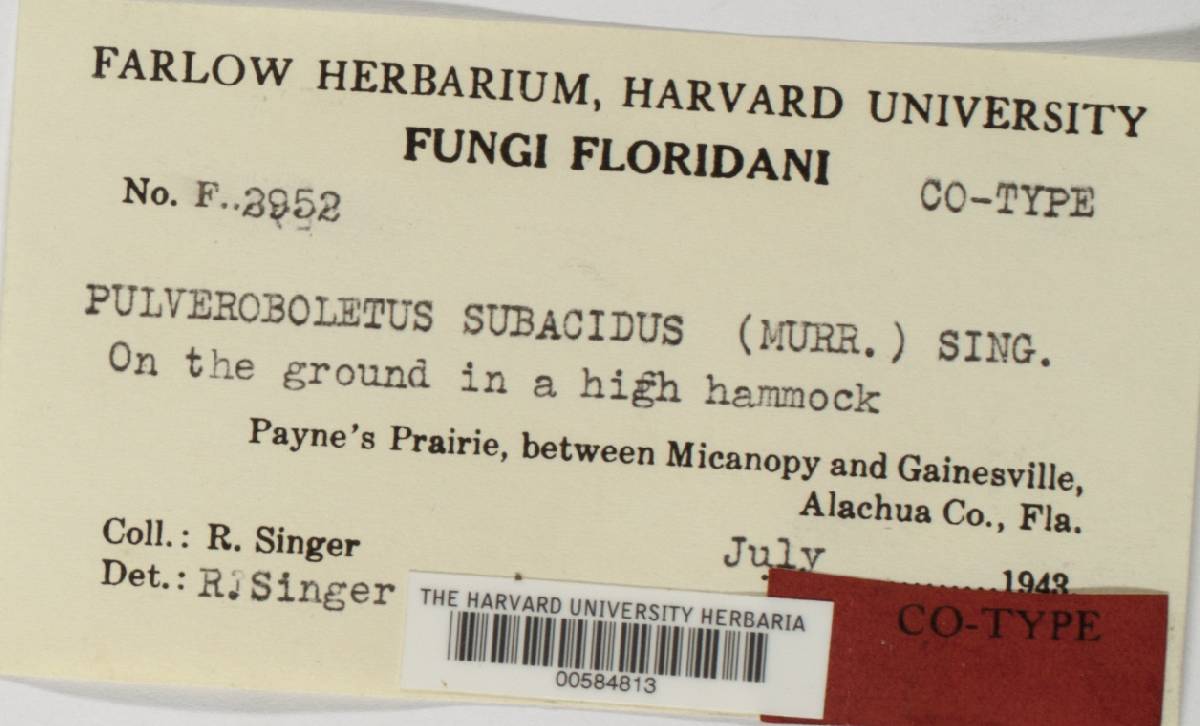 FARLOW HERBARIUM, HARVARD UNIVERSITY
FUNGI FLORIDANI
No. F..2952 CO-TYPE
PULVEROBOLETUS SUBACIDUS (MURR.) SING.
On the ground in a high hammock
Payne's Prairie, between Micanopy and Gainesville,
Alachua Co., Fla.
Coll.: R. Singer July ..........1943
Det.: R. Singer
THE HARVARD UNIVERSITY HERBARIA
00584813
CO-TYPE